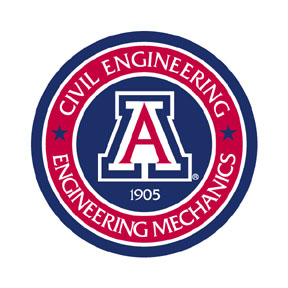 CIVIL ENGINEERING
A
®
1905
ENGINEERING MECHANICS